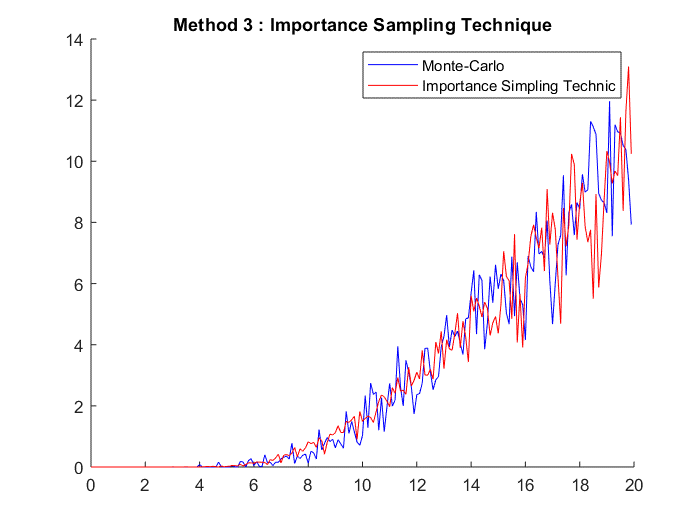 Method 3 : Importance Sampling Technique
Monte-Carlo
Importance Simpling Technic
14
12
10
8
6
4
2
0
0 2 4 6 8 10 12 14 16 18 20